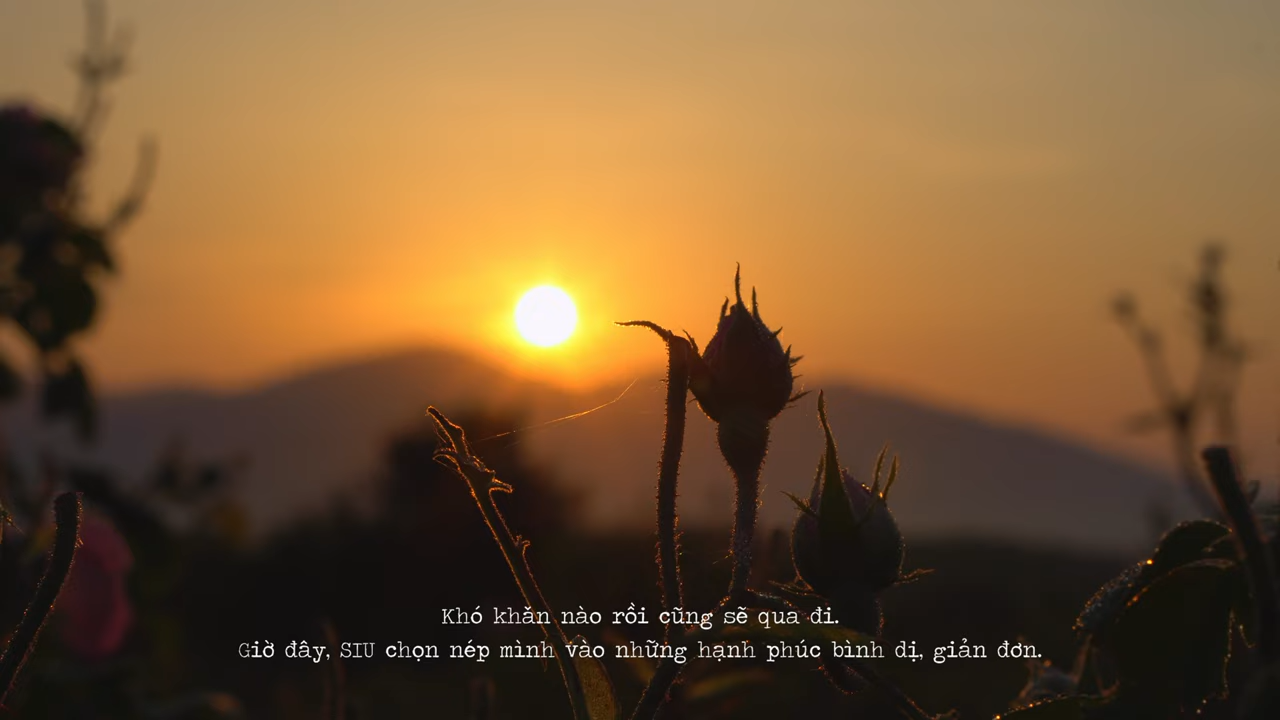 Khó khăn nào rồi cũng sẽ qua đi.
Giờ đây, SIU chọn nép mình vào những hạnh phúc bình dị, giản đơn.